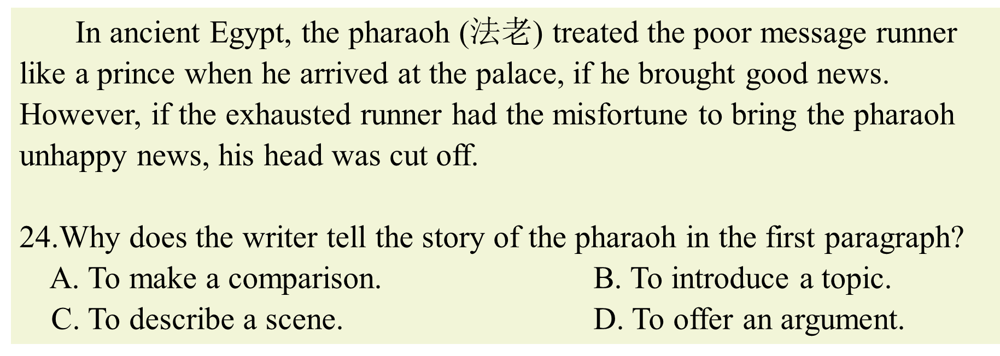 In ancient Egypt, the pharaoh (法老) treated the poor message runner
like a prince when he arrived at the palace, if he brought good news.
However, if the exhausted runner had the misfortune to bring the pharaoh
unhappy news, his head was cut off.
24.Why does the writer tell the story of the pharaoh in the first paragraph?
A. To make a comparison. B. To introduce a topic.
C. To describe a scene. D. To offer an argument.